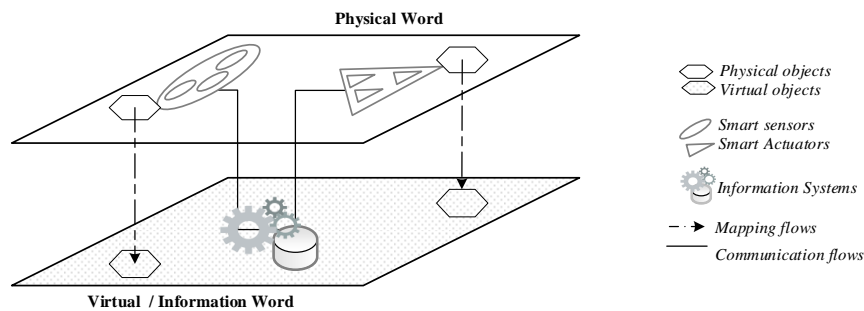 Physical Word
Physical objects
Virtual objects
Smart sensors
Smart Actuators
Information Systems
Mapping flows
Communication flows
Virtual / Information Word